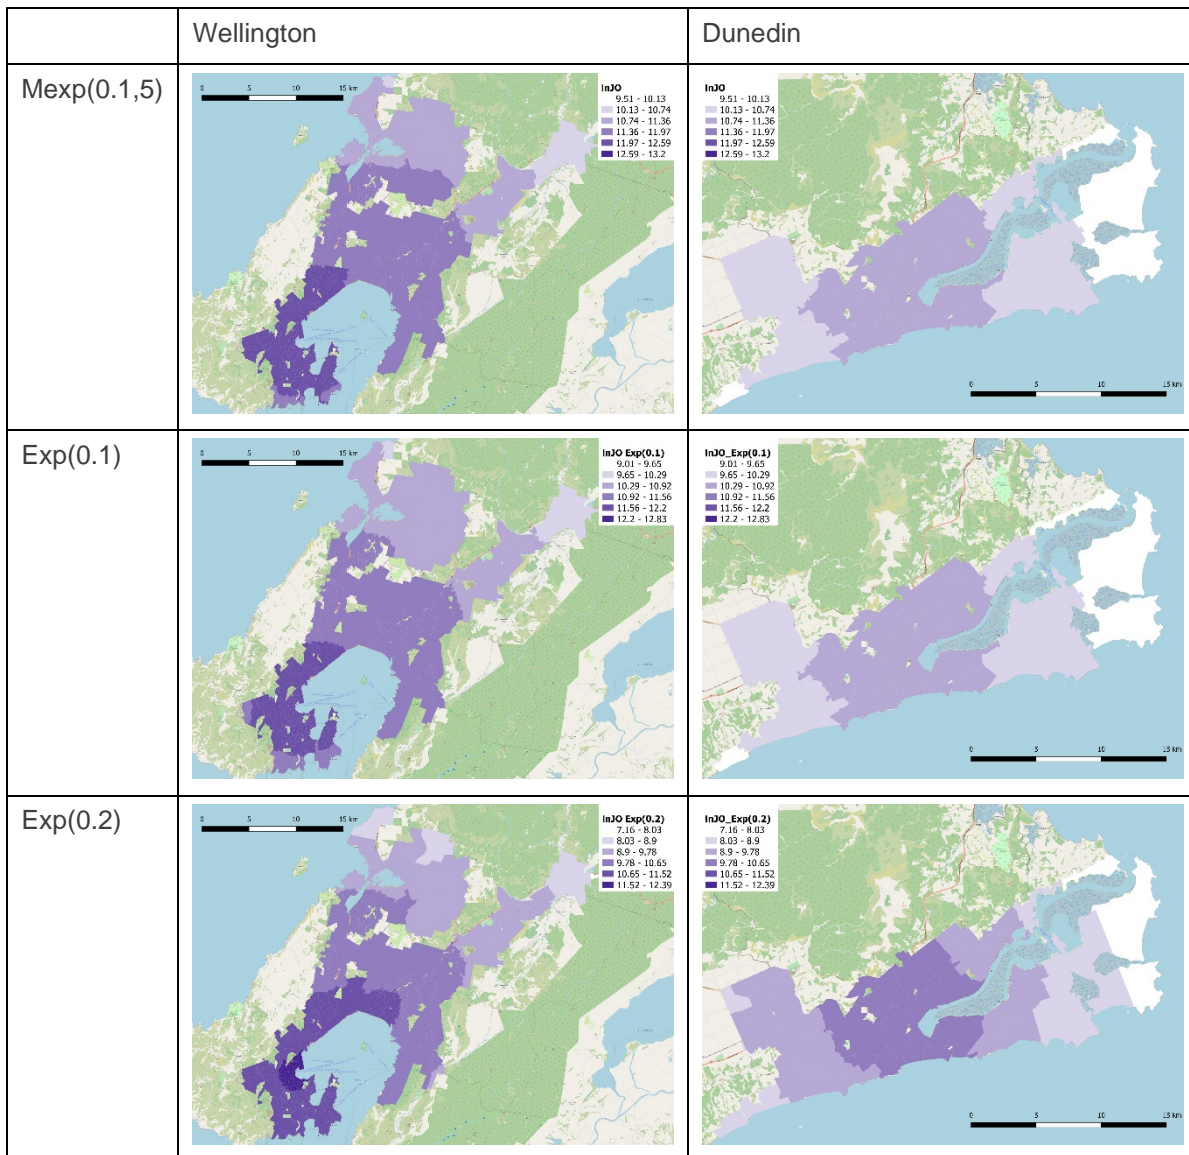 Wellington
Dunedin
Mexp(0.1,5)
0 5 10 15 km
lnJO
9.51 - 10.13
10.13 - 10.74
10.74 - 11.36
11.36 - 11.97
11.97 - 12.59
12.59 - 13.2
lnJO
9.51 - 10.13
10.13 - 10.74
10.74 - 11.36
11.36 - 11.97
11.97 - 12.59
12.59 - 13.2
0 5 10 15 km
Exp(0.1)
0 5 10 15 km
lnJO Exp(0.1)
9.01 - 9.65
9.65 - 10.29
10.29 - 10.92
10.92 - 11.56
11.56 - 12.2
12.2 - 12.83
lnJO_Exp(0.1)
9.01 - 9.65
9.65 - 10.29
10.29 - 10.92
10.92 - 11.56
11.56 - 12.2
12.2 - 12.83
0 5 10 15 km
Exp(0.2)
0 5 10 15 km
lnJO Exp(0.2)
7.16 - 8.03
8.03 - 8.9
8.9 - 9.78
9.78 - 10.65
10.65 - 11.52
11.52 - 12.39
lnJO_Exp(0.2)
7.16 - 8.03
8.03 - 8.9
8.9 - 9.78
9.78 - 10.65
10.65 - 11.52
11.52 - 12.39
0 5 10 15 km